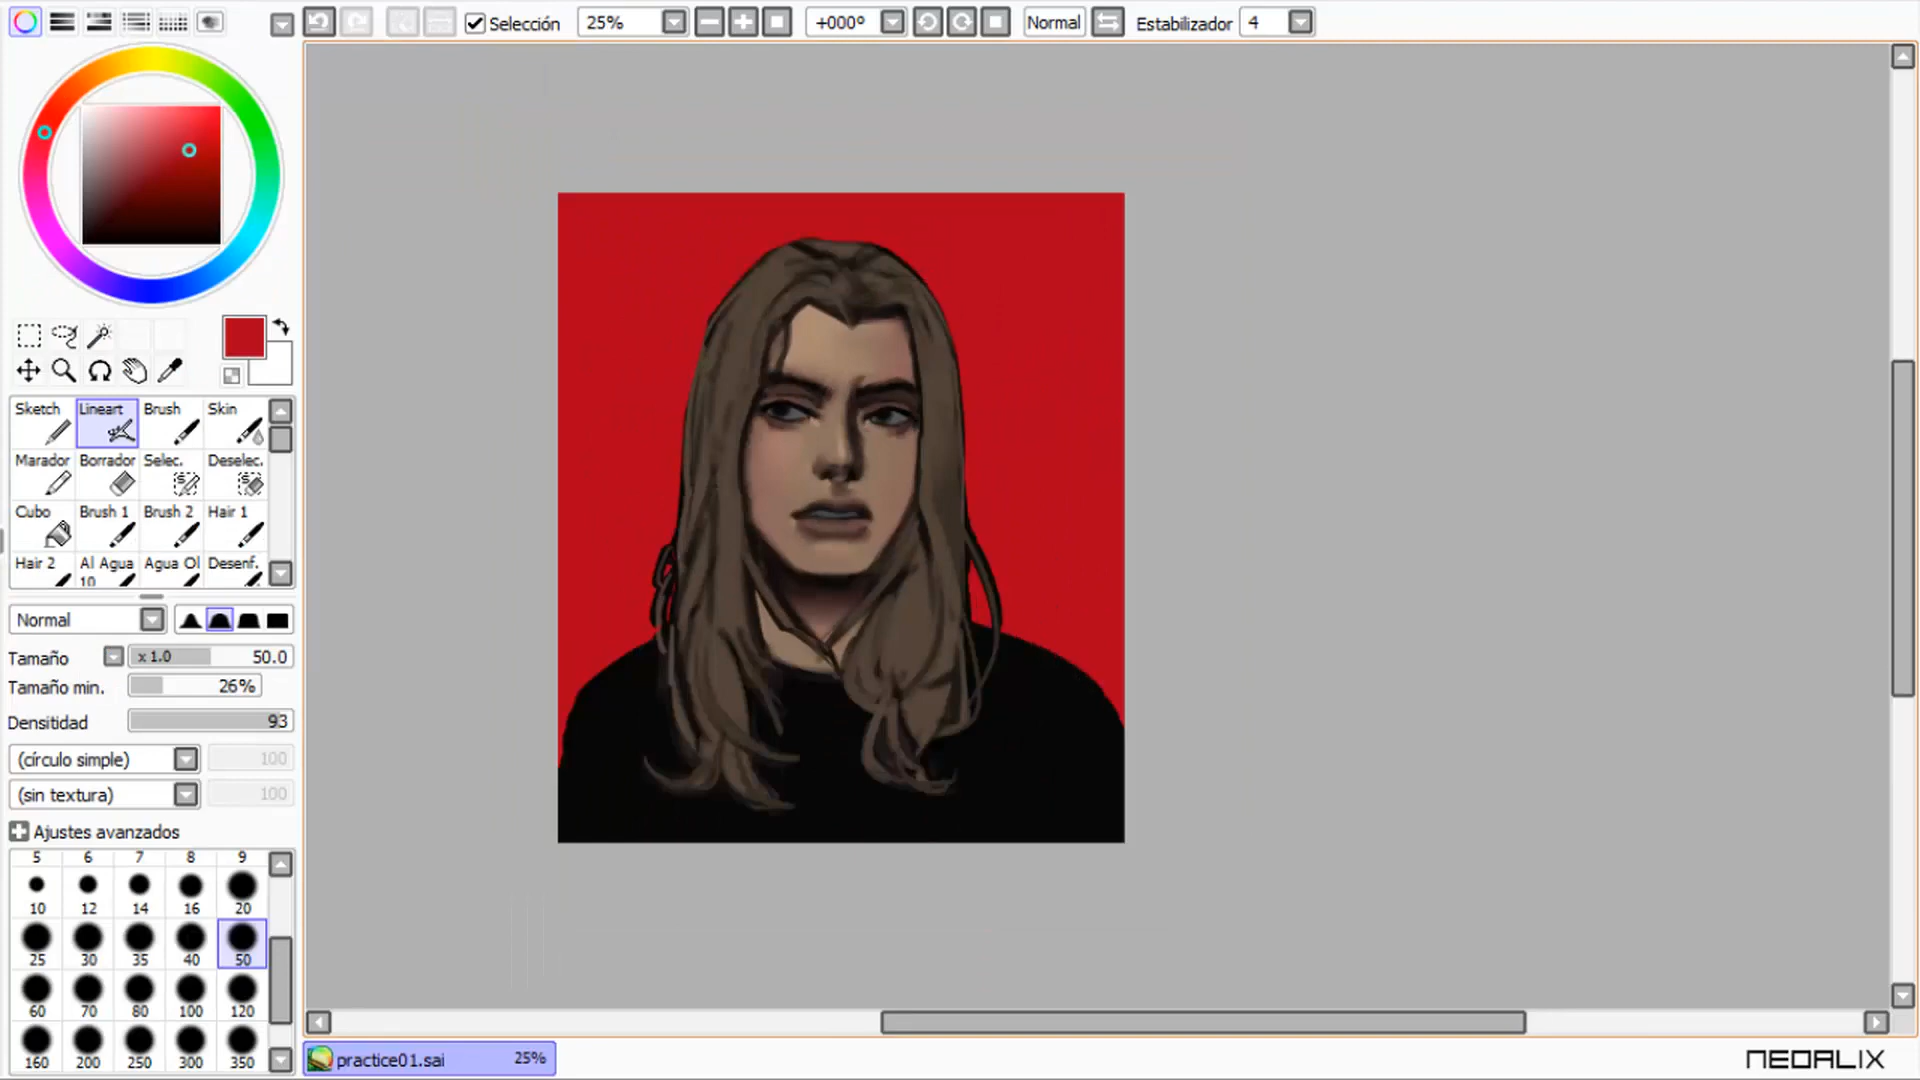 Selección 25% +000º Normal Estabilizador 4
Sketch Lineart Brush Skin
Marador Borrador Selec. Deselec.
Cubo Brush 1 Brush 2 Hair 1
Hair 2 Al Agua Agua Ol Desenf.
10
Normal
Tamaño x 1.0 50.0
Tamaño min. 26%
Densitidad 93
(círculo simple) 100
(sin textura) 100
Ajustes avanzados
5 6 7 8 9
10 12 14 16 20
25 30 35 40 50
60 70 80 100 120
160 200 250 300 350
practice01.sai 25%
NEOALIX